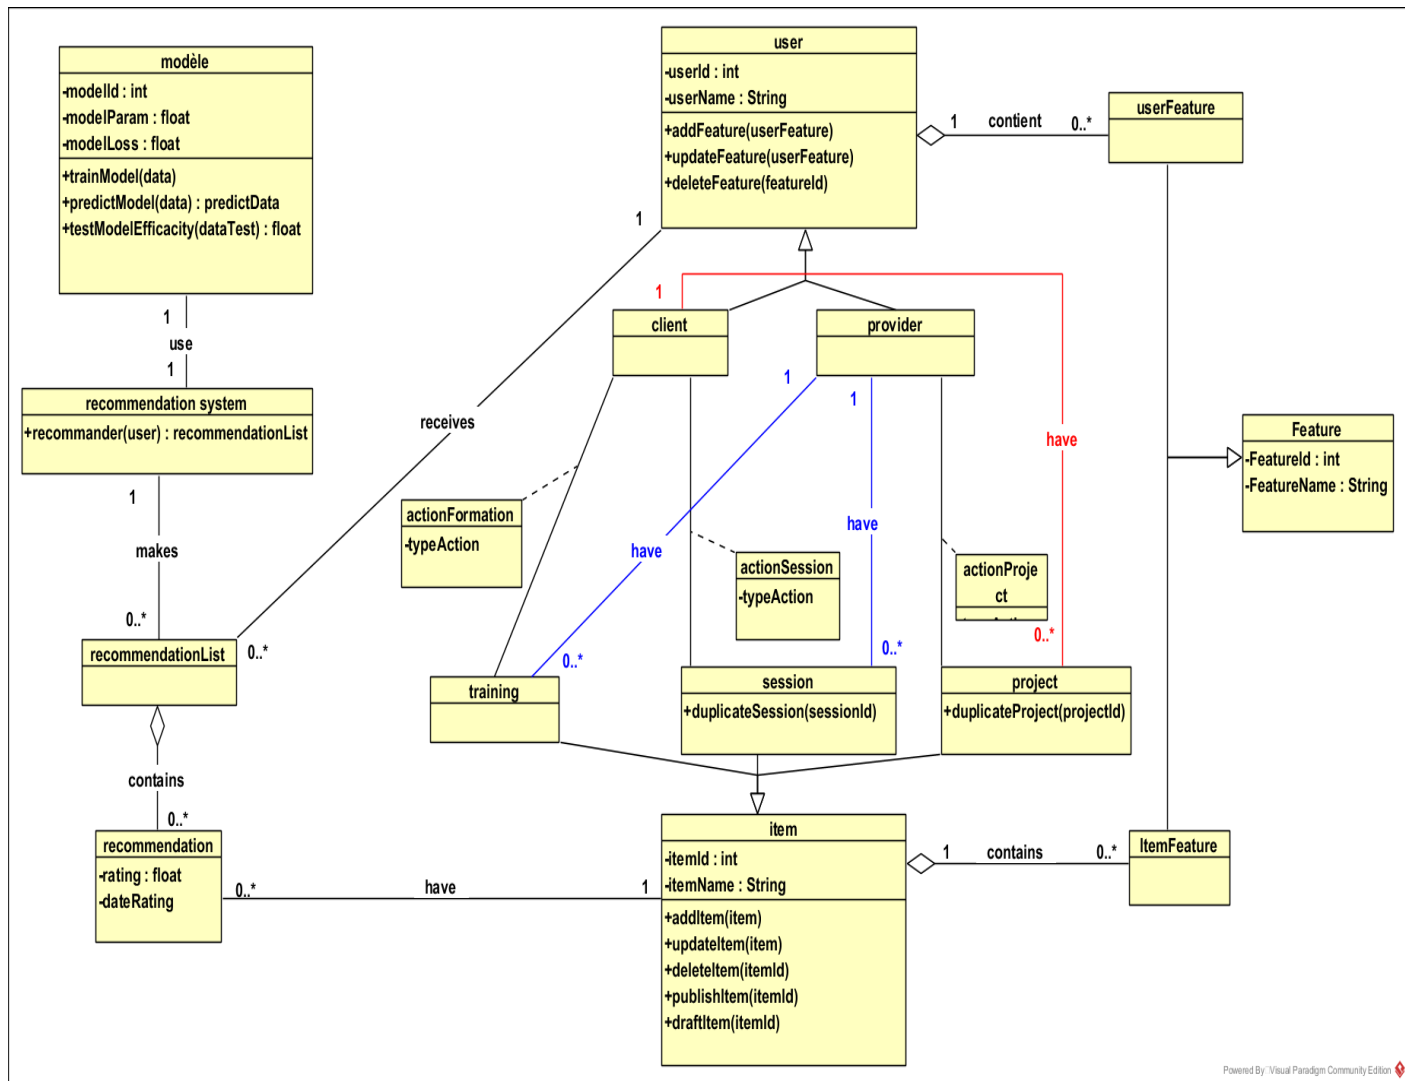 modèle
-modelId : int
-modelParam : float
-modelLoss : float
+trainModel(data)
+predictModel(data) : predictData
+testModelEfficacity(dataTest) : float
1
use
1
recommendation system
+recommander(user) : recommendationList
1
makes
0..*
recommendationList
contains
0..*
recommendation
-rating : float
-dateRating
0..*
have
1
user
-userId : int
-userName : String
+addFeature(userFeature)
+updateFeature(userFeature)
+deleteFeature(featureId)
1
receives
0..*
1
contient
0..*
userFeature
1
client
provider
have
0..*
1
have
0..*
1
have
0..*
actionFormation
-typeAction
actionSession
-typeAction
actionProje
ct
training
session
+duplicateSession(sessionId)
project
+duplicateProject(projectId)
Feature
-FeatureId : int
-FeatureName : String
item
-itemId : int
-itemName : String
+addItem(item)
+updateItem(item)
+deleteItem(itemId)
+publishItem(itemId)
+draftItem(itemId)
1
contains
0..*
ItemFeature
Powered By Visual Paradigm Community Edition